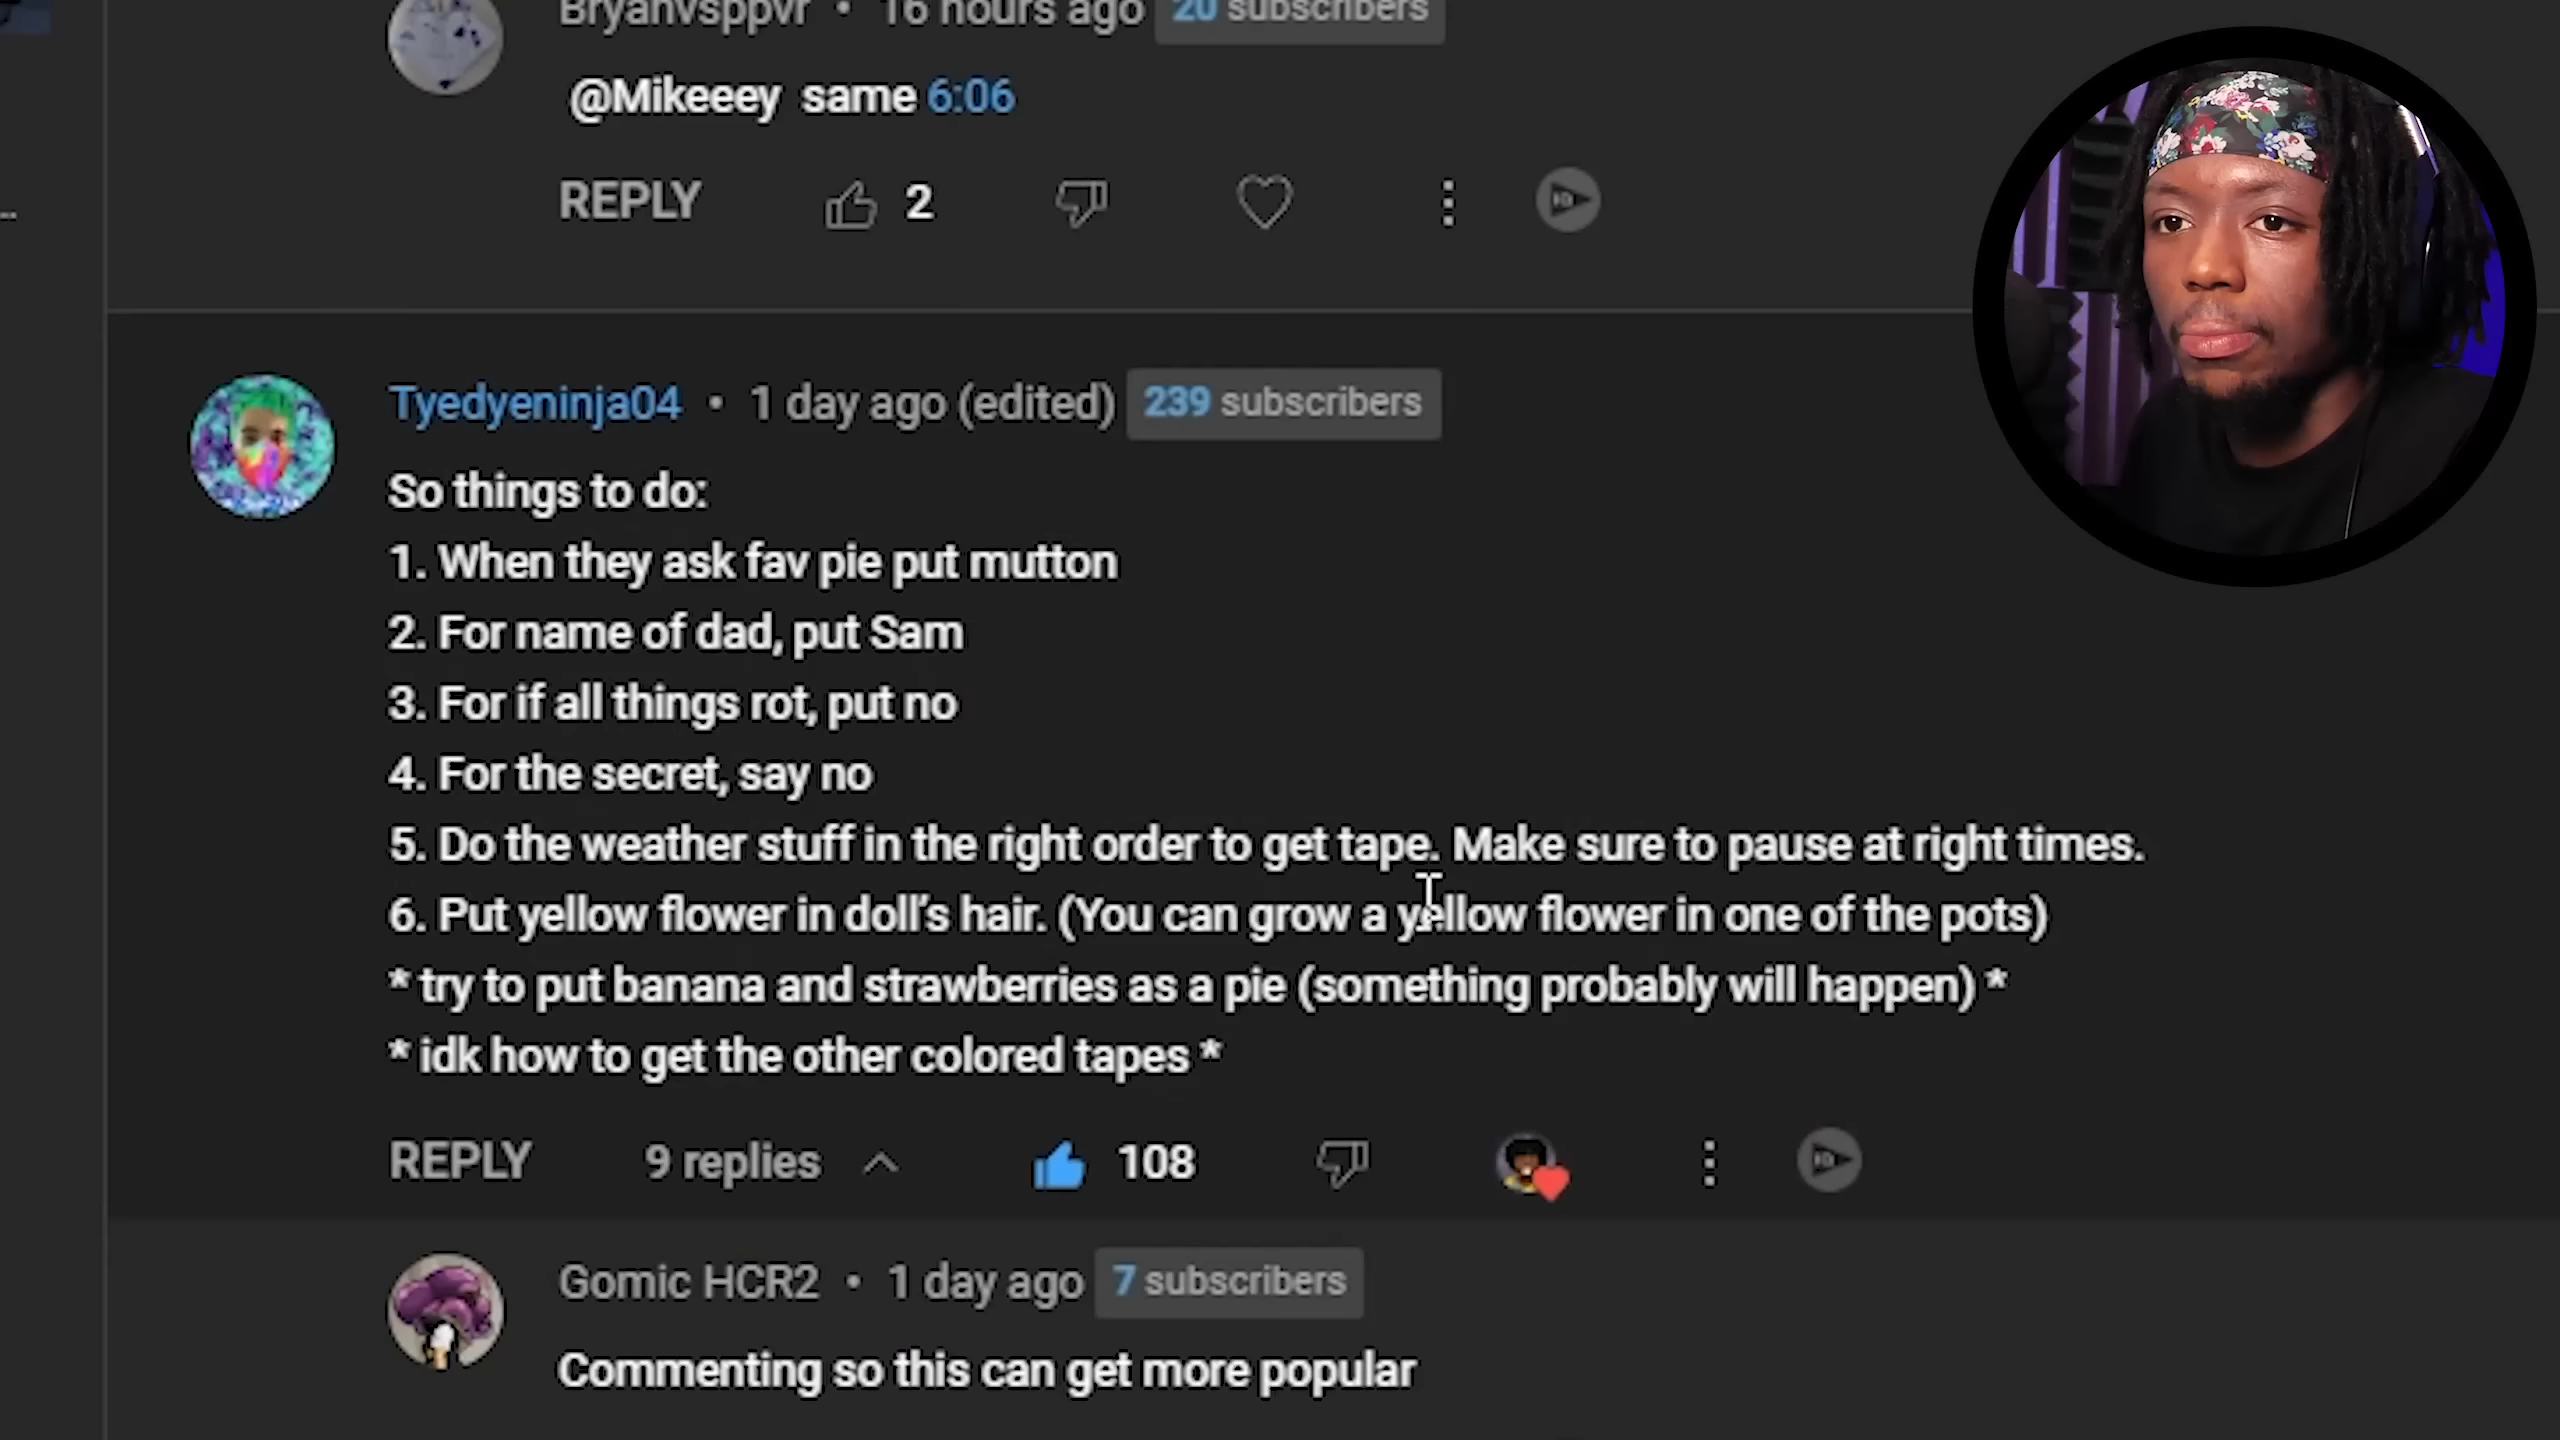 Bryanvsppvr • 16 hours ago 20 subscribers
@Mikeeey same 6:06
REPLY 2
Tyedyeninja04 • 1 day ago (edited) 239 subscribers
So things to do:
1. When they ask fav pie put mutton
2. For name of dad, put Sam
3. For if all things rot, put no
4. For the secret, say no
5. Do the weather stuff in the right order to get tape. Make sure to pause at right times.
6. Put yellow flower in doll's hair. (You can grow a yellow flower in one of the pots)
* try to put banana and strawberries as a pie (something probably will happen) *
* idk how to get the other colored tapes *
REPLY 9 replies 108
Gomic HCR2 • 1 day ago 7 subscribers
Commenting so this can get more popular